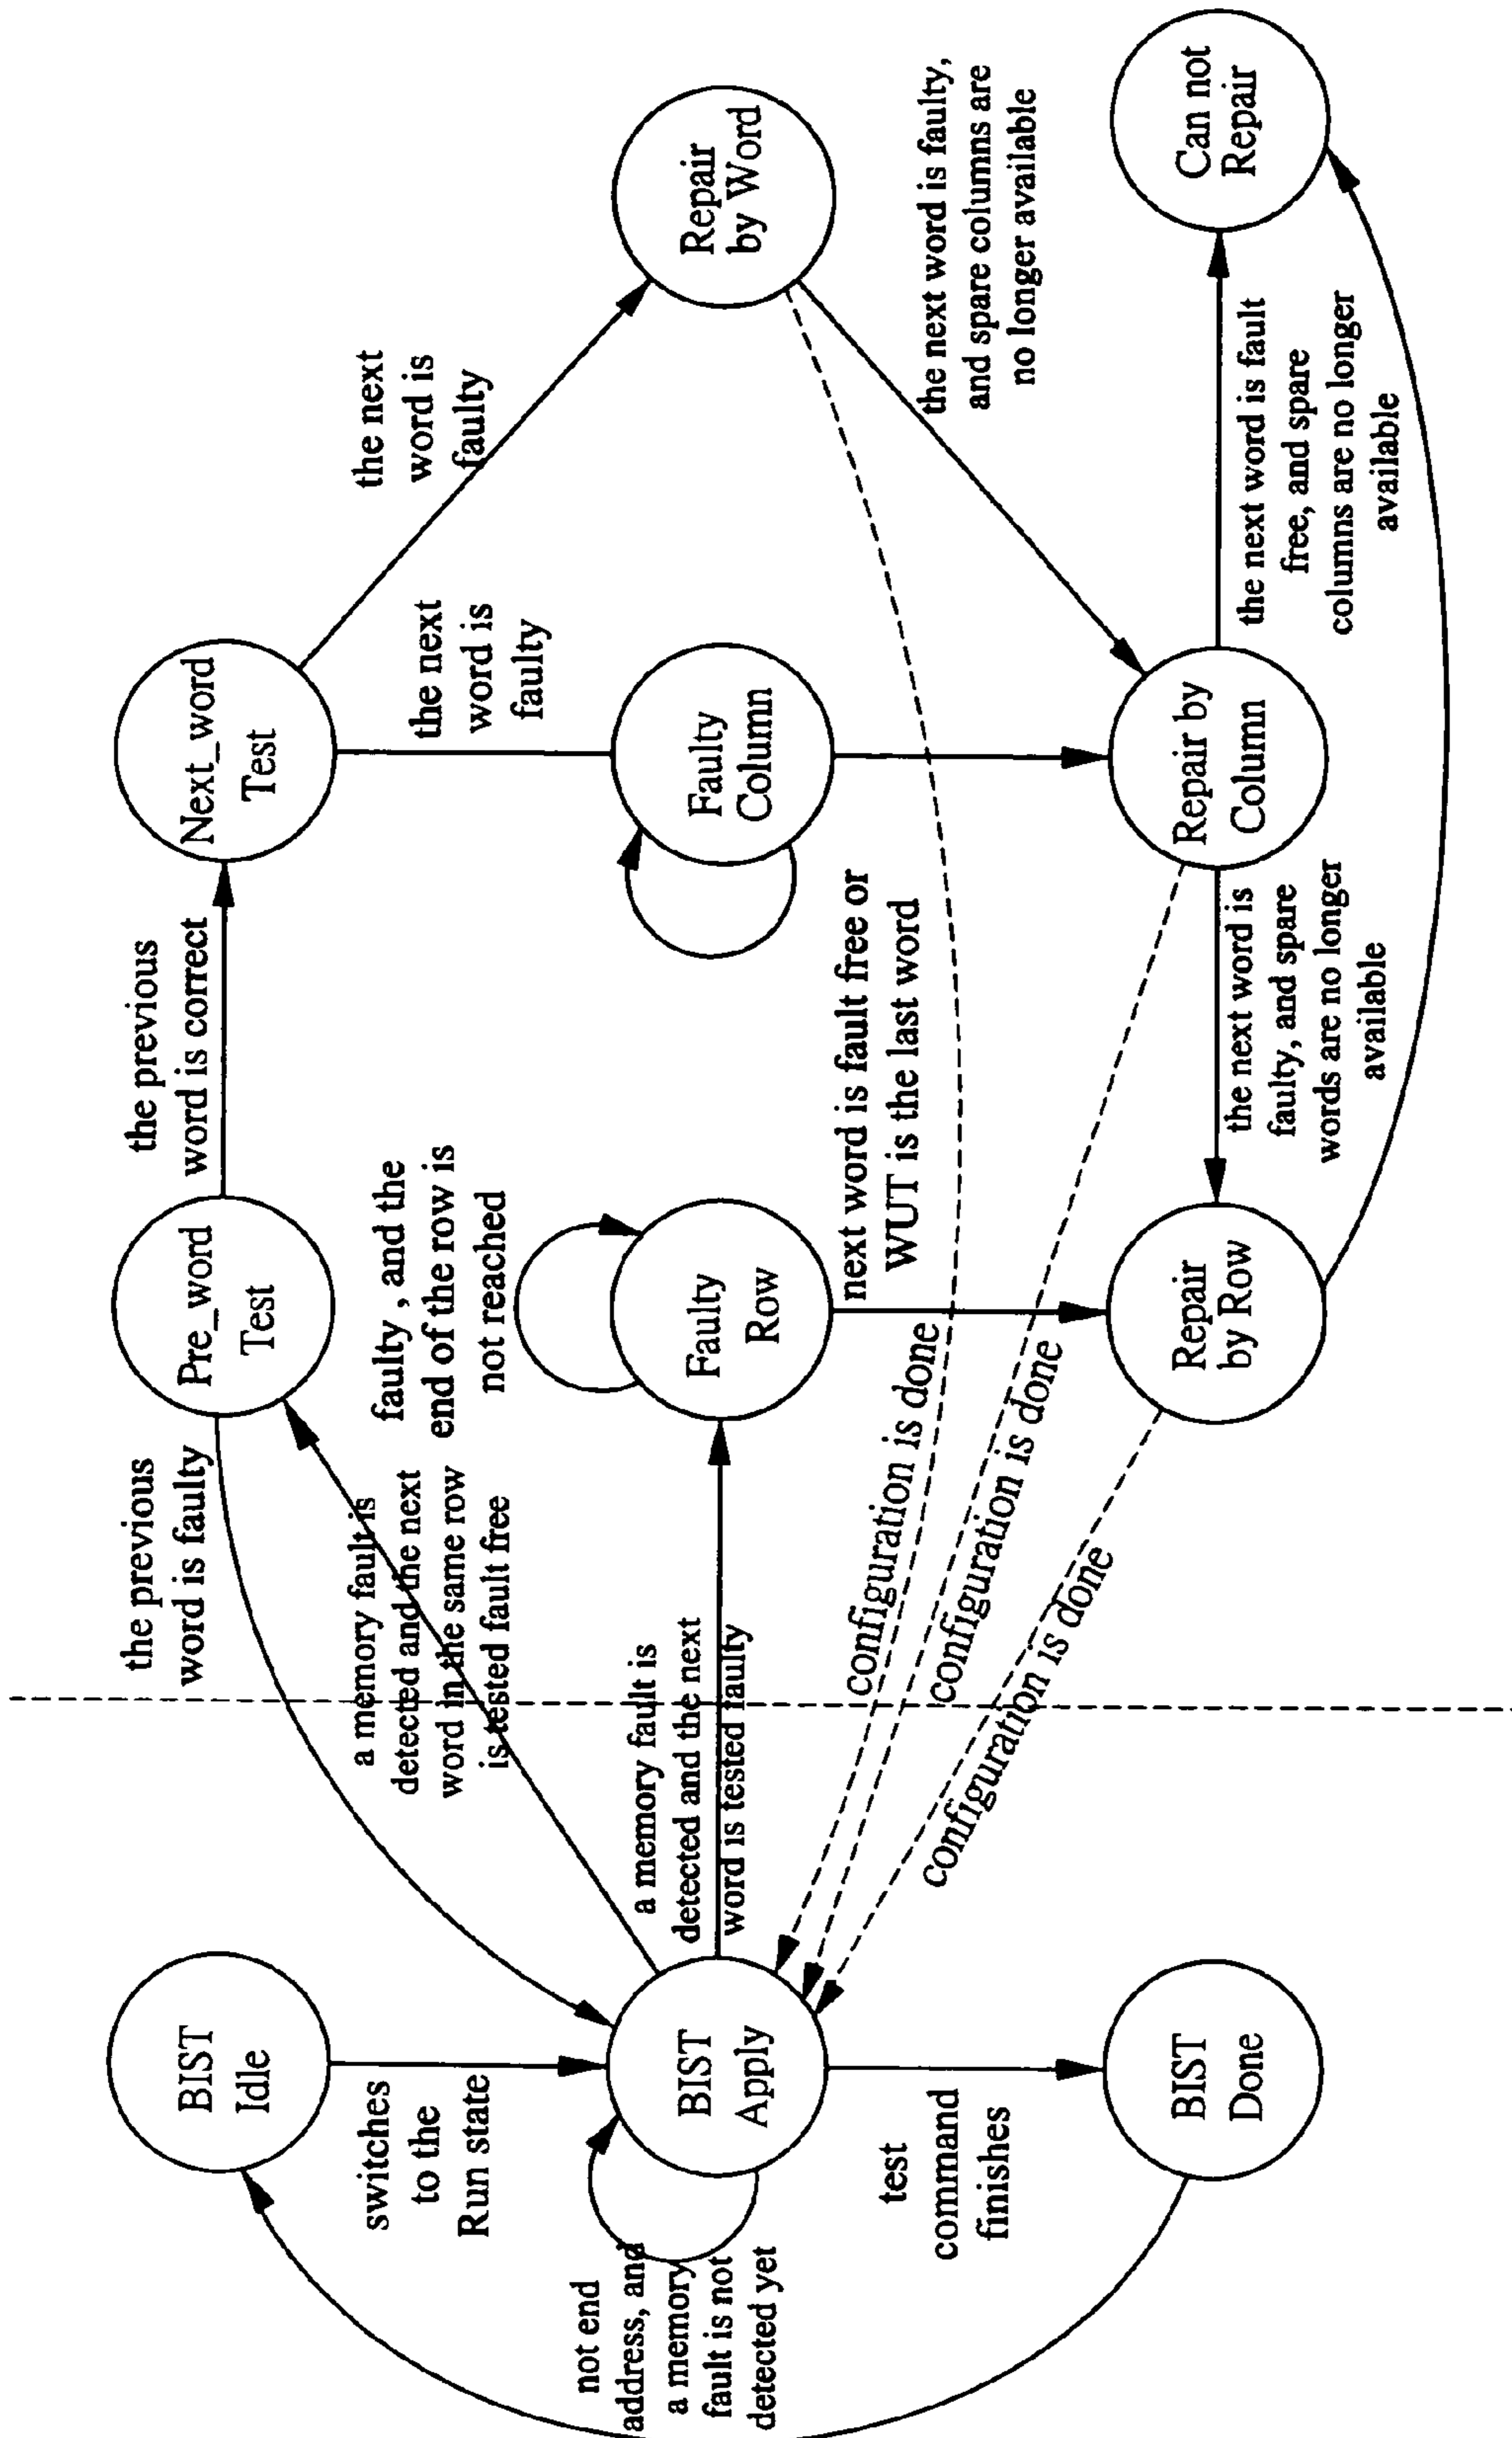 BIST
Idle
the previous
word is faulty
Pre_word
Test
the previous
word is correct
Next_word
Test
switches
to the
Run state
a memory fault is
detected and the next
word in the same row
is tested fault free
faulty , and the
end of the row is
not reached
the next
word is
faulty
the next
word is
faulty
not end
address, and
a memory
fault is not
detected yet
BIST
Apply
a memory fault is
detected and the next
word is tested faulty
Faulty
Row
Faulty
Column
Repair
by Word
test
command
finishes
configuration is done
configuration is done
configuration is done
next word is fault free or
WUT is the last word
the next word is faulty,
and spare columns are
no longer available
BIST
Done
Repair
by Row
the next word is
faulty, and spare
words are no longer
available
Repair by
Column
the next word is fault
free, and spare
columns are no longer
available
Can not
Repair